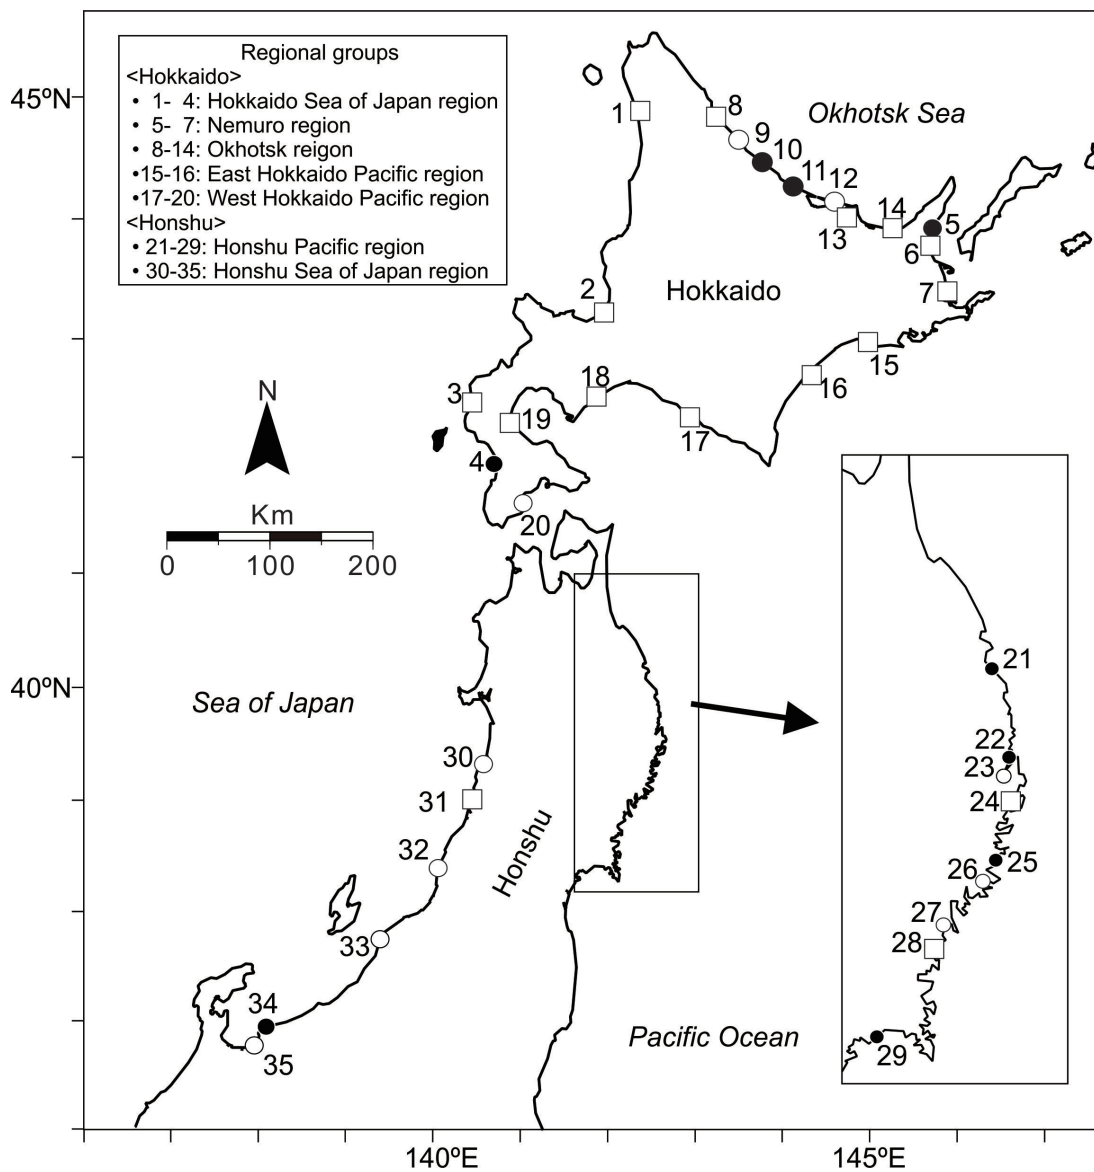 Regional groups
<Hokkaido>
• 1- 4: Hokkaido Sea of Japan region
• 5- 7: Nemuro region
• 8-14: Okhotsk reigon
•15-16: East Hokkaido Pacific region
•17-20: West Hokkaido Pacific region
<Honshu>
• 21-29: Honshu Pacific region
• 30-35: Honshu Sea of Japan region
45ºN
1
8
Okhotsk Sea
9
10
11
12
13
14
5
6
7
2
Hokkaido
15
16
3
18
19
17
N
4
Km
0 100 200
20
21
40ºN
Sea of Japan
22
23
24
30
31
25
26
32
Honshu
27
28
33
34
35
Pacific Ocean
29
140ºE
145ºE